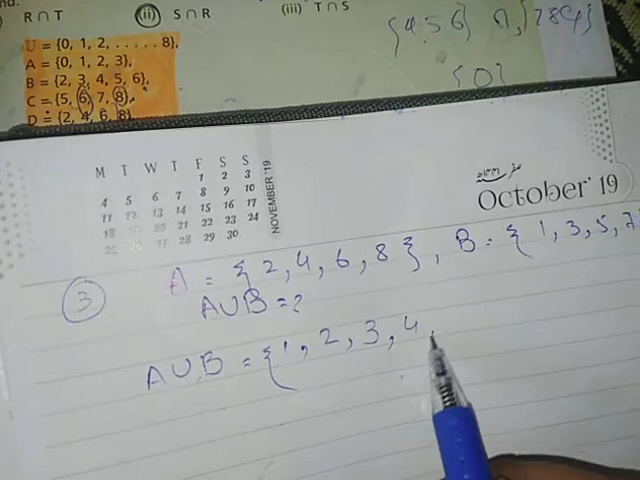 R ∩ T (ii) S ∩ R (iii) T ∩ S
{4,5,6} ∩
{0}
U = {0, 1, 2, ...... 8},
A = {0, 1, 2, 3},
B = {2, 3, 4, 5, 6},
C = {5, 6, 7, 8},
D = {2, 4, 6, 8}
M T W T F S S
1 2 3
4 5 6 7 8 9 10
11 12 13 14 15 16 17
18 19 20 21 22 23 24
25 26 27 28 29 30
NOVEMBER '19
October' 19
3 A = {2, 4, 6, 8}, B = {1, 3, 5, 7
A∪B = ?
A∪B = {1, 2, 3, 4,